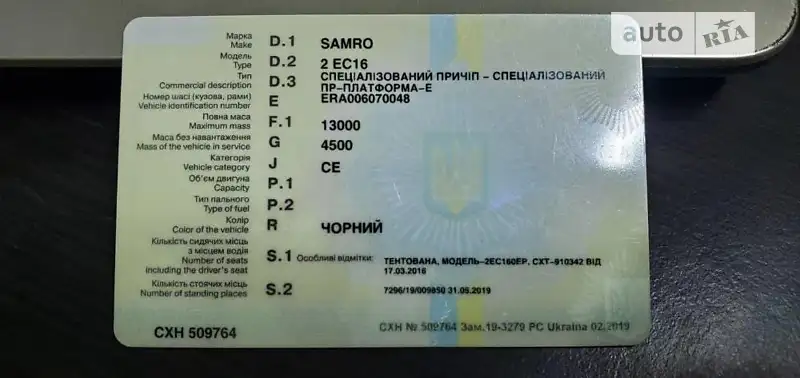 auto RIA
Марка
Make D.1 SAMRO
Модель
Type D.2 2 EC16
Тип
Commercial description D.3 СПЕЦІАЛІЗОВАНИЙ ПРИЧІП – СПЕЦІАЛІЗОВАНИЙ
ПР-ПЛАТФОРМА-Е
Номер шасі (кузова, рами)
Vehicle identification number E ERA006070048
Повна маса
Maximum mass F.1 13000
Маса без навантаження
Mass of the vehicle in service G 4500
Категорія
Vehicle category J CE
Об'єм двигуна
Capacity P.1
Тип пального
Type of fuel P.2
Колір
Color of the vehicle R ЧОРНИЙ
Кількість сидячих місць
з місцем водія
Number of seats
including the driver's seat S.1 Особливі відмітки: ТЕНТОВАНА, МОДЕЛЬ-2EC160EP, CXT-910342 ВІД
17.03.2018
Кількість стоячих місць
Number of standing places S.2 7296/19/009850 31.05.2019
CXH 509764
CXH № 509764 Зам.19-3279 PC Ukraina 02.2019